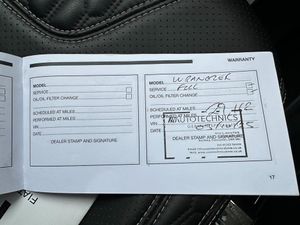 WARRANTY
MODEL
SERVICE
OIL/OIL FILTER CHANGE
SCHEDULED AT MILES
PERFORMED AT MILES
VIN
DATE
DEALER STAMP AND SIGNATURE
MODEL WRANGLER
SERVICE FULL
OIL/OIL FILTER CHANGE
SCHEDULED AT MILES
PERFORMED AT MILES
VIN
DATE
AUTOTECHNICS
DEALER STAMP AND SIGNATURE
17